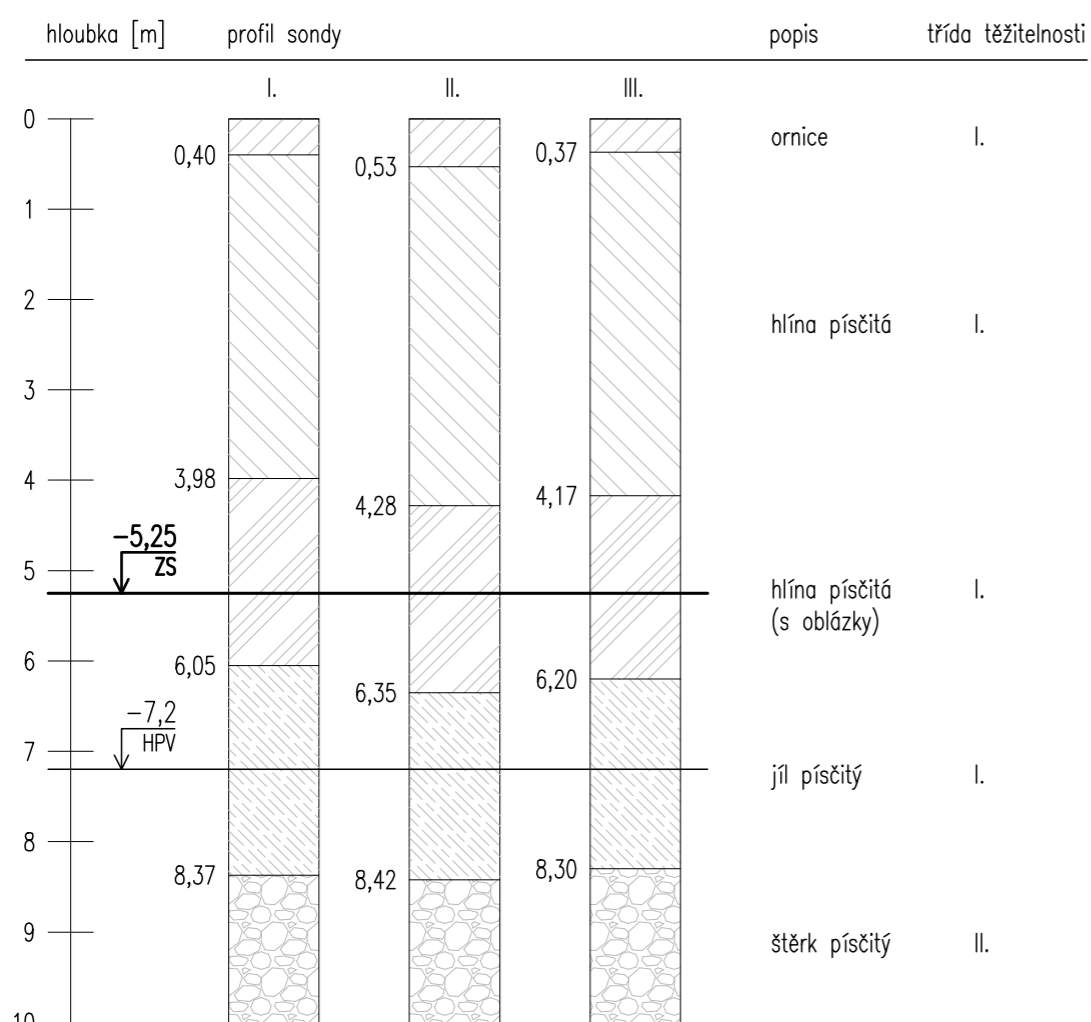 hloubka [m] profil sondy popis třída těžitelnosti
I. II. III.
0
0,40 0,53 0,37 ornice I.
1
2
hlína písčitá I.
3
4 3,98 4,28 4,17
-5,25
ZS
5
hlína písčitá I.
(s oblázky)
6 6,05 6,35 6,20
-7,2
HPV
7
jíl písčitý I.
8
8,37 8,42 8,30
9 štěrk písčitý II.
10